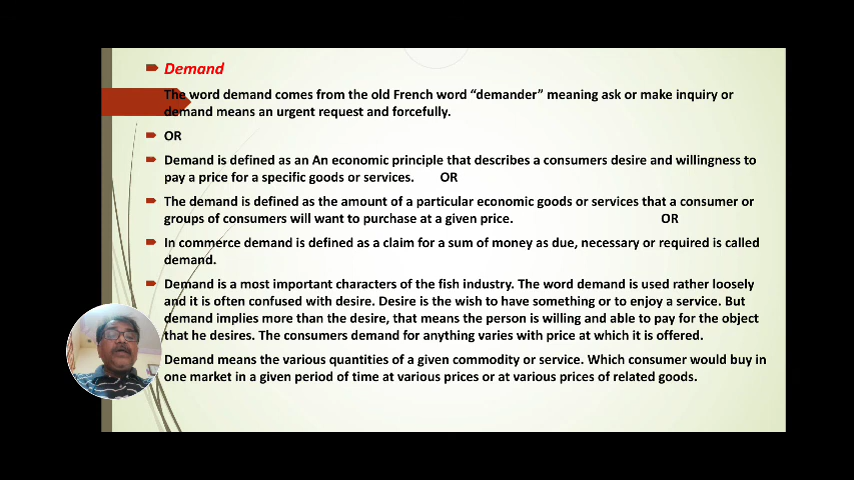 Demand
The word demand comes from the old French word “demander” meaning ask or make inquiry or
demand means an urgent request and forcefully.
OR
Demand is defined as an An economic principle that describes a consumers desire and willingness to
pay a price for a specific goods or services. OR
The demand is defined as the amount of a particular economic goods or services that a consumer or
groups of consumers will want to purchase at a given price. OR
In commerce demand is defined as a claim for a sum of money as due, necessary or required is called
demand.
Demand is a most important characters of the fish industry. The word demand is used rather loosely
and it is often confused with desire. Desire is the wish to have something or to enjoy a service. But
demand implies more than the desire, that means the person is willing and able to pay for the object
that he desires. The consumers demand for anything varies with price at which it is offered.
Demand means the various quantities of a given commodity or service. Which consumer would buy in
one market in a given period of time at various prices or at various prices of related goods.